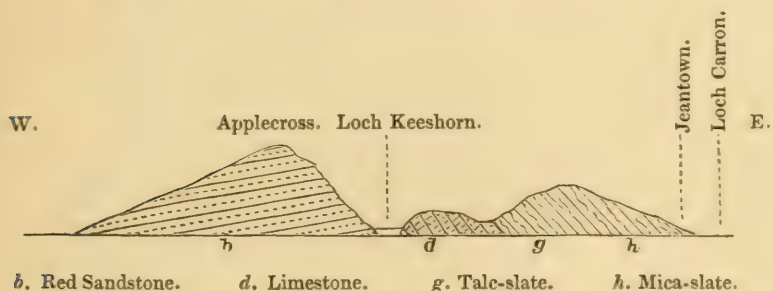 W. Applecross. Loch Keeshorn. Jeantown. Loch Carron. E.
b d g h
b. Red Sandstone. d. Limestone. g. Talc-slate. h. Mica-slate.